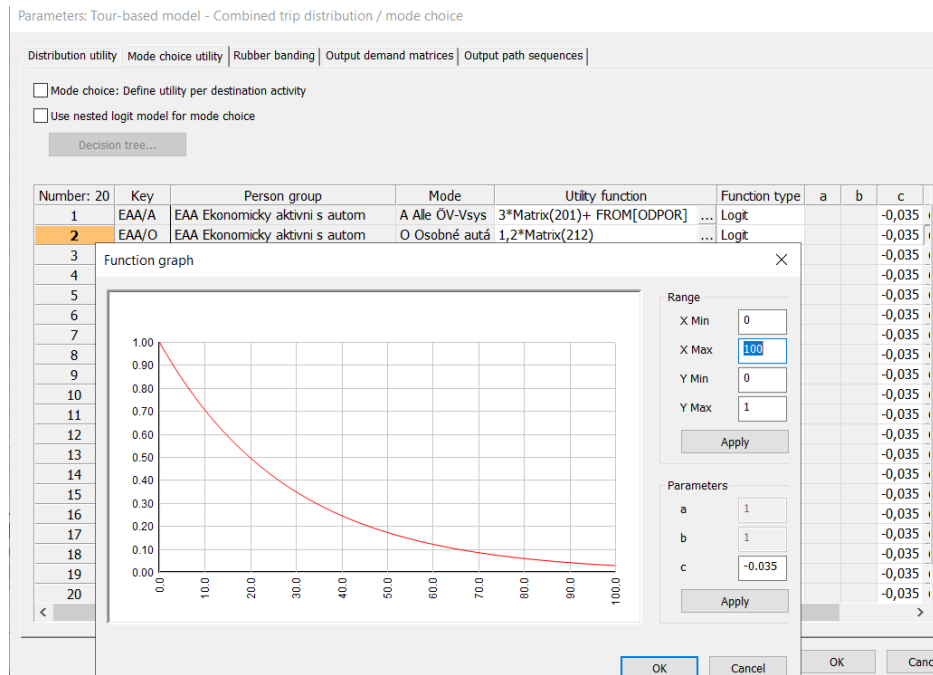 Parameters: Tour-based model - Combined trip distribution / mode choice
Distribution utility Mode choice utility Rubber banding Output demand matrices Output path sequences
Mode choice: Define utility per destination activity
Use nested logit model for mode choice
Decision tree...
Number: 20 Key Person group Mode Utility function Function type a b c
1 EAA/A EAA Ekonomicky aktivni s autom A Alle ÖV-Vsys 3*Matrix(201)+ FROM[ODPOR] ... Logit -0,035
2 EAA/O EAA Ekonomicky aktivni s autom O Osobné autá 1,2*Matrix(212) ... Logit -0,035
3 -0,035
4 -0,035
5 -0,035
6 -0,035
7 -0,035
8 -0,035
9 -0,035
10 -0,035
11 -0,035
12 -0,035
13 -0,035
14 -0,035
15 -0,035
16 -0,035
17 -0,035
18 -0,035
19 -0,035
20 -0,035
Function graph
1.00
0.90
0.80
0.70
0.60
0.50
0.40
0.30
0.20
0.10
0.00
0.0 10.0 20.0 30.0 40.0 50.0 60.0 70.0 80.0 90.0 100.0
Range
X Min 0
X Max 100
Y Min 0
Y Max 1
Apply
Parameters
a 1
b 1
c -0.035
Apply
OK Cancel
OK